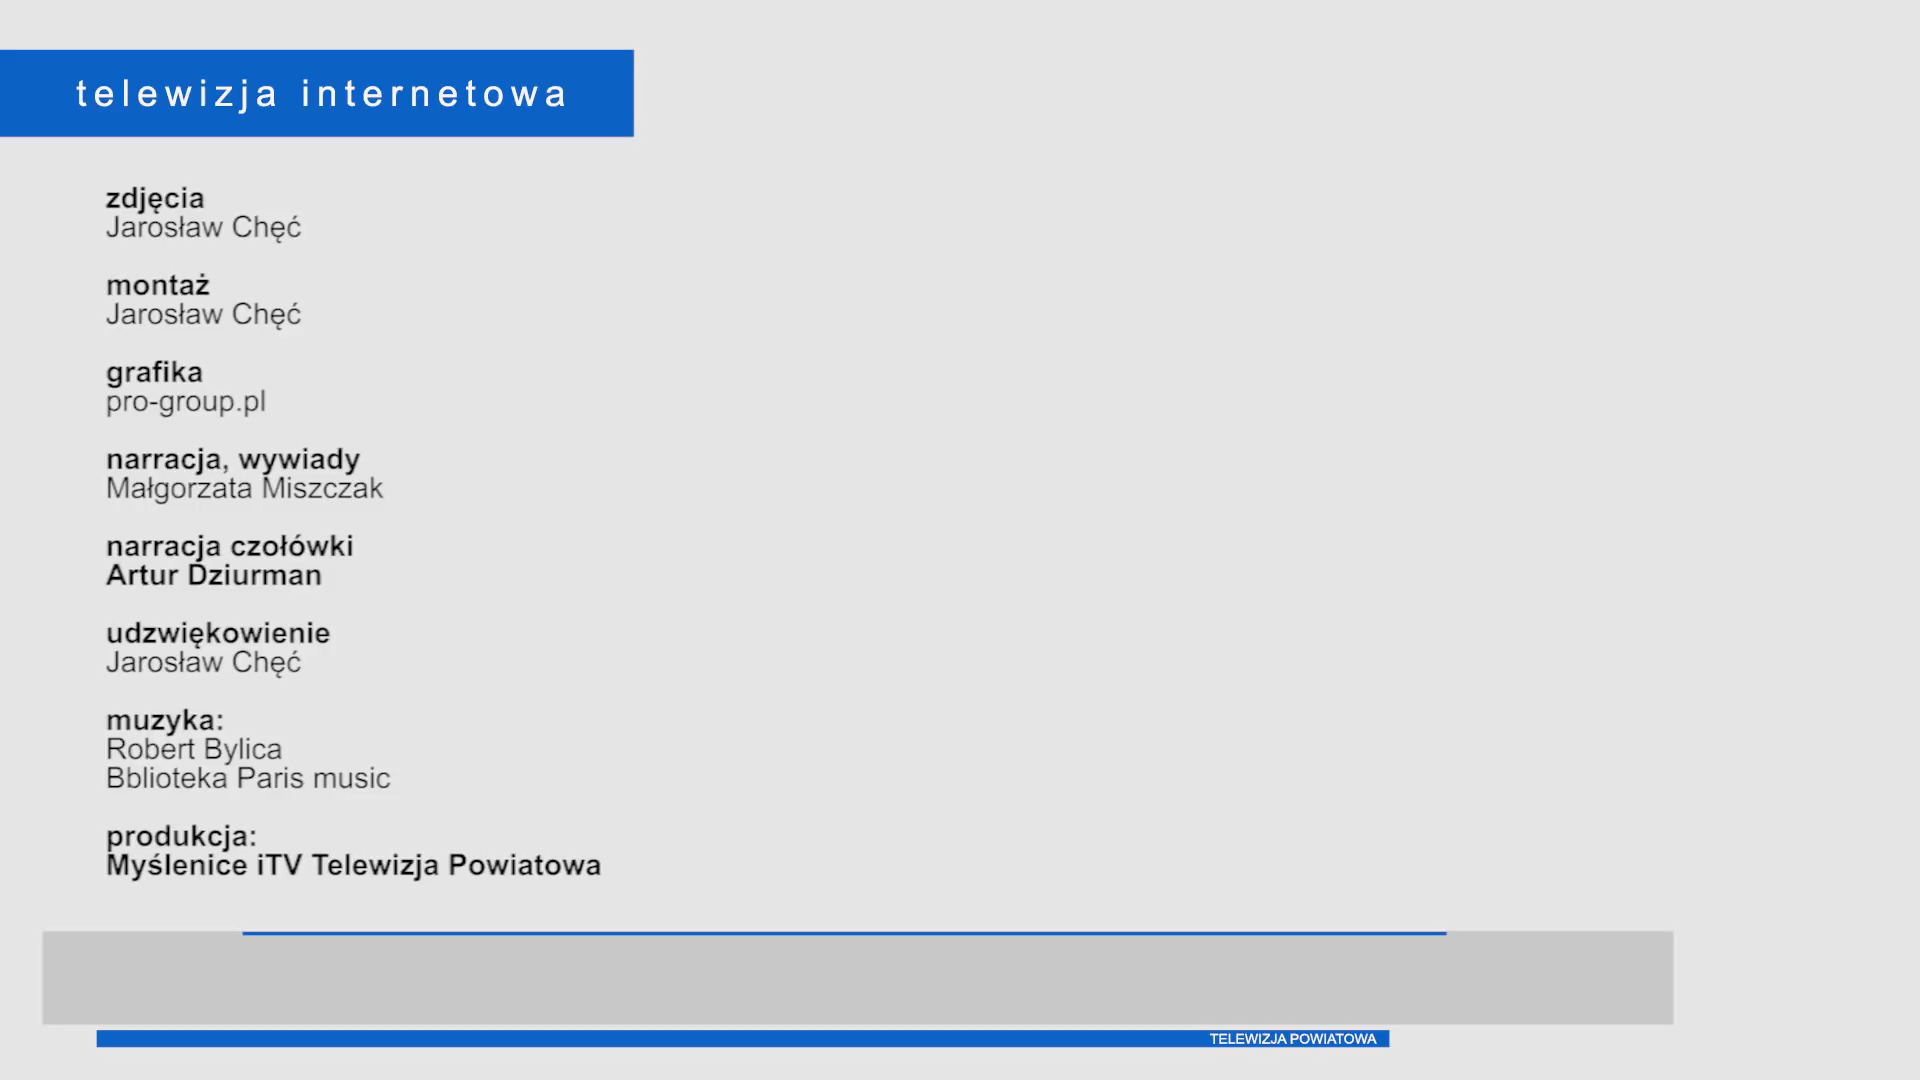 telewizja internetowa
zdjęcia
Jarosław Chęć
montaż
Jarosław Chęć
grafika
pro-group.pl
narracja, wywiady
Małgorzata Miszczak
narracja czołówki
Artur Dziurman
udzwiękowienie
Jarosław Chęć
muzyka:
Robert Bylica
Bblioteka Paris music
produkcja:
Myślenice iTV Telewizja Powiatowa
TELEWIZJA POWIATOWA